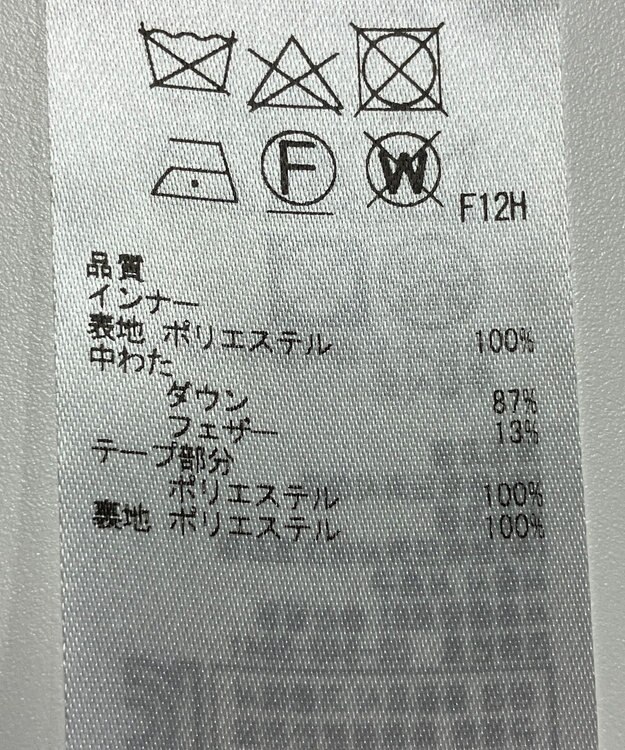 F W F12H
品質
インナー
表地 ポリエステル 100%
中わた
ダウン 87%
フェザー 13%
テープ部分
ポリエステル 100%
裏地 ポリエステル 100%